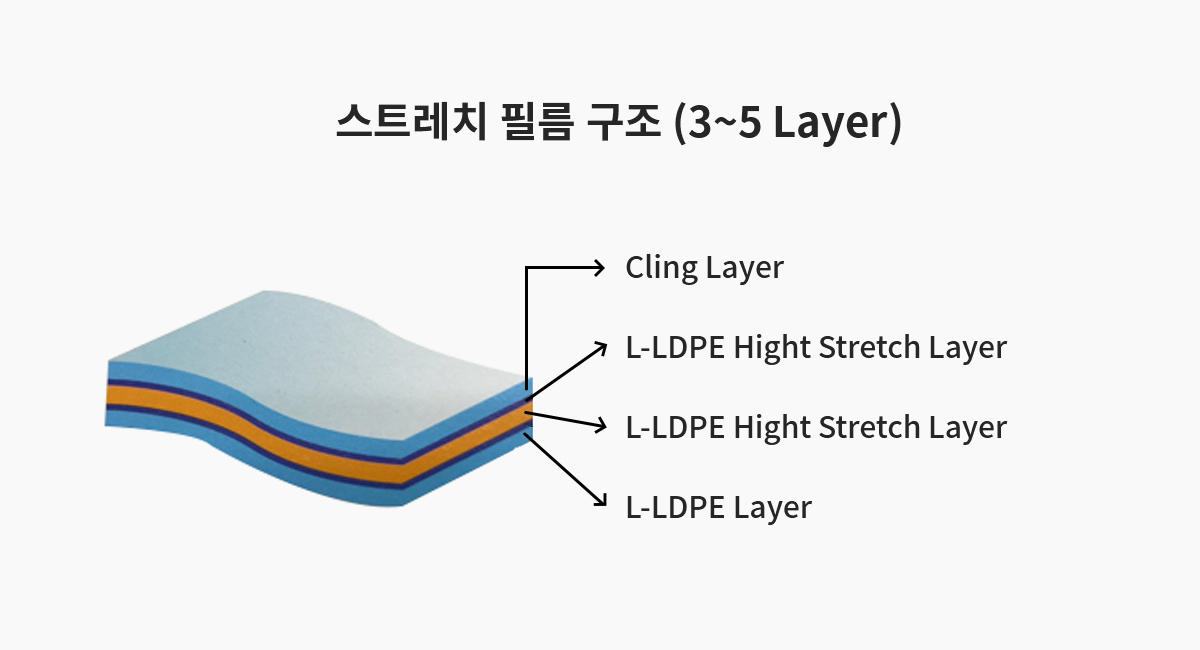 스트레치 필름 구조 (3~5 Layer)
Cling Layer
L-LDPE Hight Stretch Layer
L-LDPE Hight Stretch Layer
L-LDPE Layer